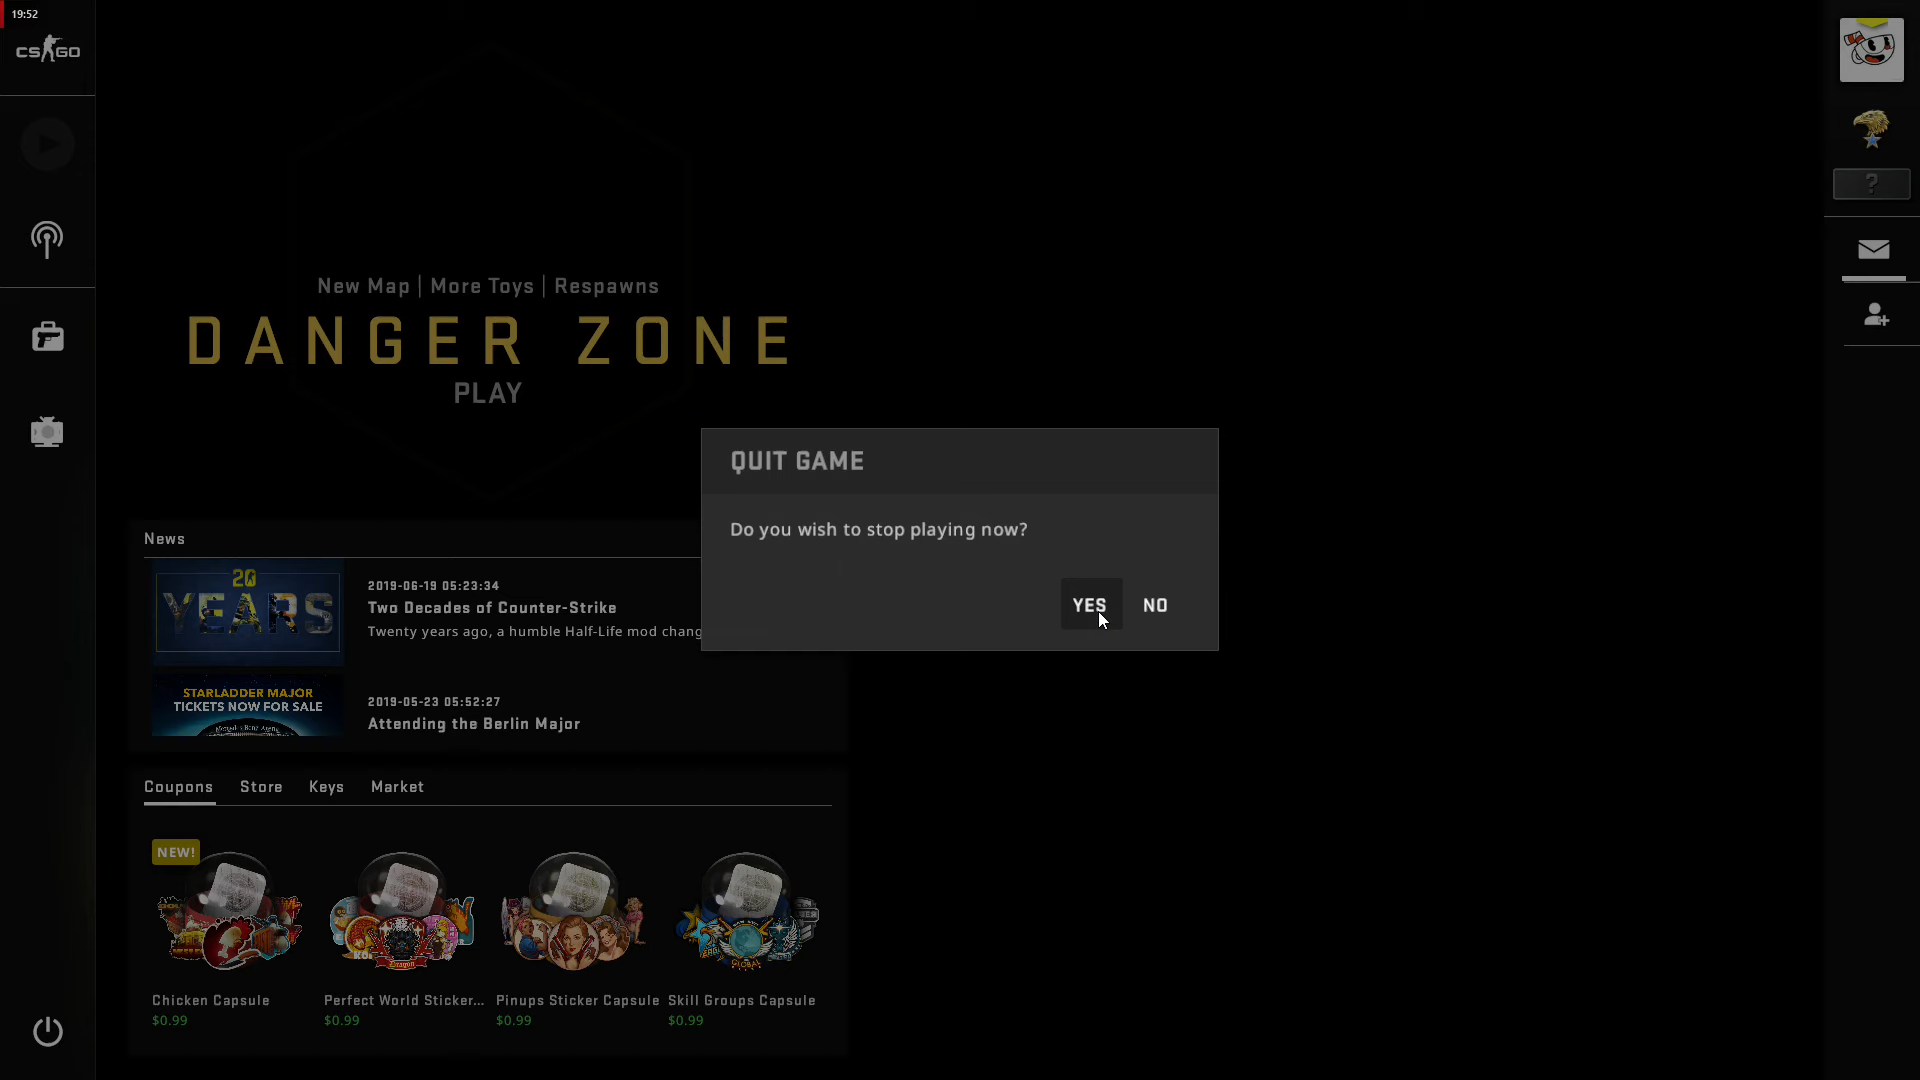 19:52
CS GO
?
New Map | More Toys | Respawns
DANGER ZONE
PLAY
QUIT GAME
Do you wish to stop playing now?
YES
NO
News
20
YEARS
2019-06-19 05:23:34
Two Decades of Counter-Strike
Twenty years ago, a humble Half-Life mod chang
STARLADDER MAJOR
TICKETS NOW FOR SALE
2019-05-23 05:52:27
Attending the Berlin Major
Coupons Store Keys Market
NEW!
Dragon
GLOBAL
Chicken Capsule
$0.99
Perfect World Sticker...
$0.99
Pinups Sticker Capsule
$0.99
Skill Groups Capsule
$0.99